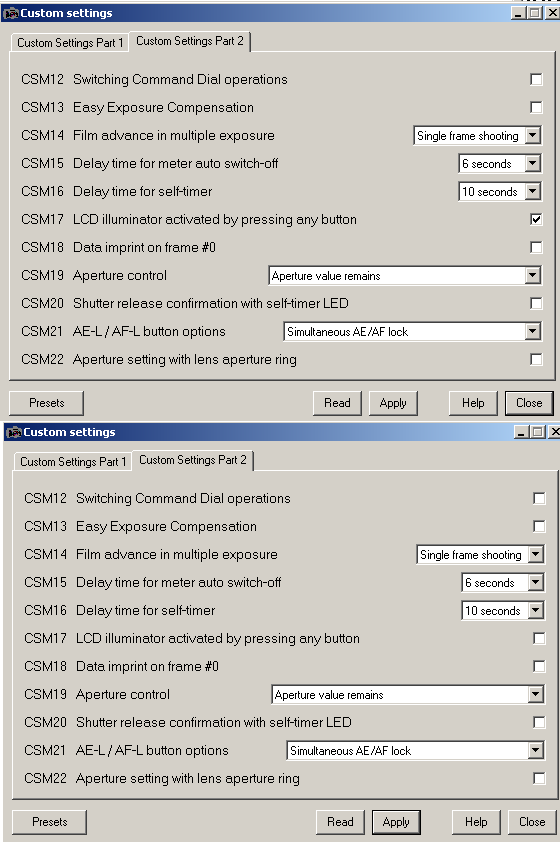 Custom settings
Custom Settings Part 1 Custom Settings Part 2
CSM12 Switching Command Dial operations
CSM13 Easy Exposure Compensation
CSM14 Film advance in multiple exposure Single frame shooting
CSM15 Delay time for meter auto switch-off 6 seconds
CSM16 Delay time for self-timer 10 seconds
CSM17 LCD illuminator activated by pressing any button
CSM18 Data imprint on frame #0
CSM19 Aperture control Aperture value remains
CSM20 Shutter release confirmation with self-timer LED
CSM21 AE-L / AF-L button options Simultaneous AE/AF lock
CSM22 Aperture setting with lens aperture ring
Presets Read Apply Help Close
Custom settings
Custom Settings Part 1 Custom Settings Part 2
CSM12 Switching Command Dial operations
CSM13 Easy Exposure Compensation
CSM14 Film advance in multiple exposure Single frame shooting
CSM15 Delay time for meter auto switch-off 6 seconds
CSM16 Delay time for self-timer 10 seconds
CSM17 LCD illuminator activated by pressing any button
CSM18 Data imprint on frame #0
CSM19 Aperture control Aperture value remains
CSM20 Shutter release confirmation with self-timer LED
CSM21 AE-L / AF-L button options Simultaneous AE/AF lock
CSM22 Aperture setting with lens aperture ring
Presets Read Apply Help Close